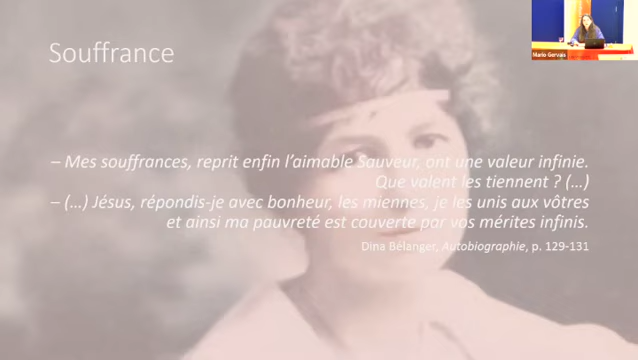 Souffrance
Mario Gervais
– Mes souffrances, reprit enfin l'aimable Sauveur, ont une valeur infinie.
Que valent les tiennent ? (…)
– (…) Jésus, répondis-je avec bonheur, les miennes, je les unis aux vôtres
et ainsi ma pauvreté est couverte par vos mérites infinis.
Dina Bélanger, Autobiographie, p. 129-131